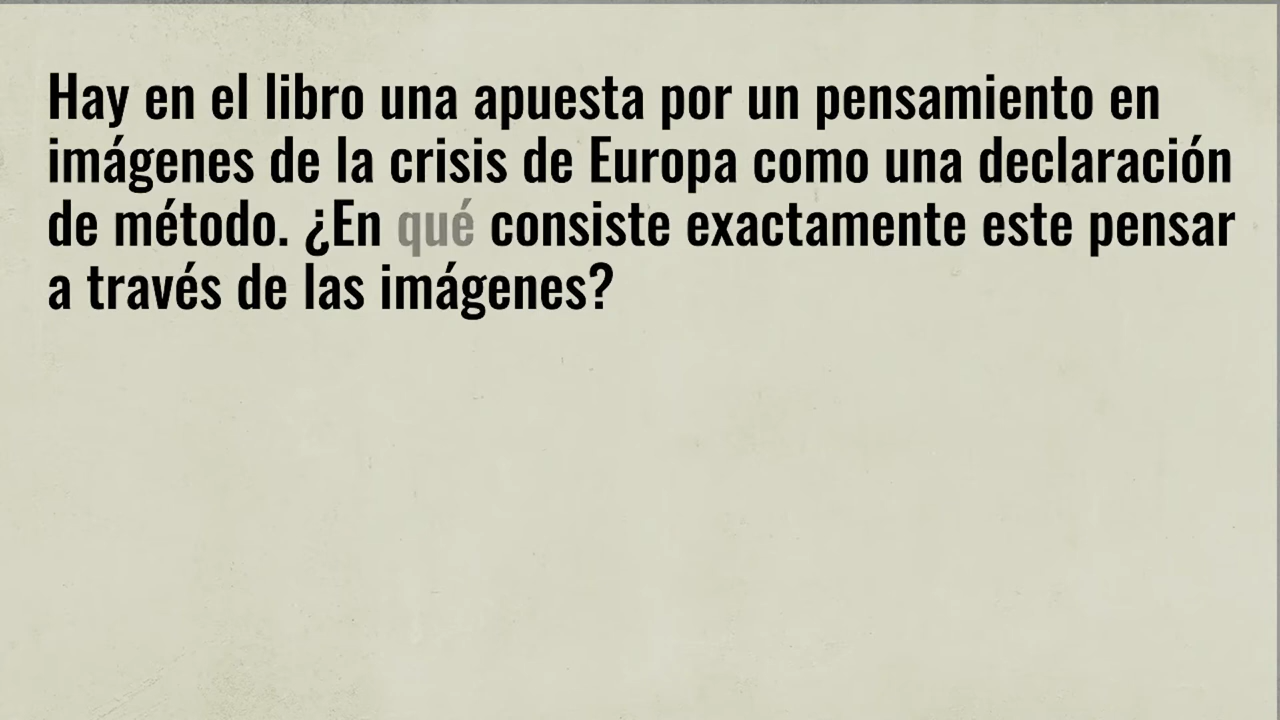 Hay en el libro una apuesta por un pensamiento en
imágenes de la crisis de Europa como una declaración
de método. ¿En qué consiste exactamente este pensar
a través de las imágenes?